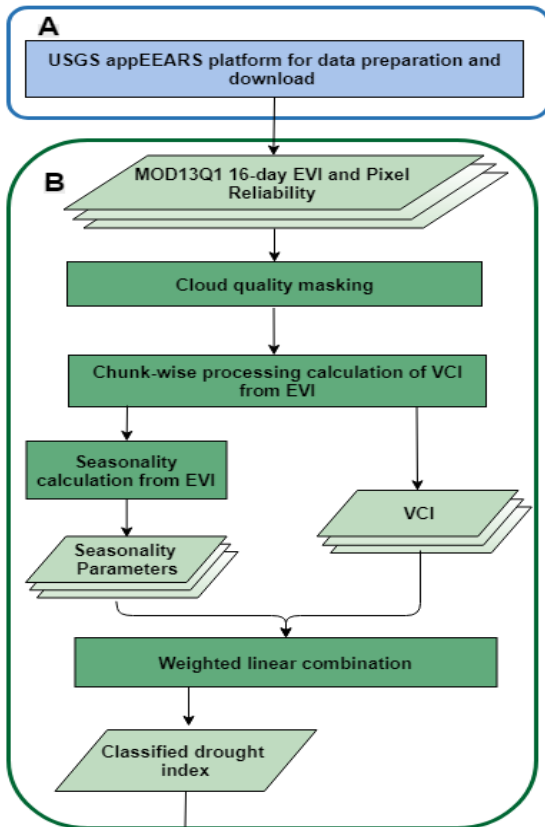 A
USGS appEEARS platform for data preparation and
download
B
MOD13Q1 16-day EVI and Pixel
Reliability
Cloud quality masking
Chunk-wise processing calculation of VCI
from EVI
Seasonality
calculation from EVI
VCI
Seasonality
Parameters
Weighted linear combination
Classified drought
index